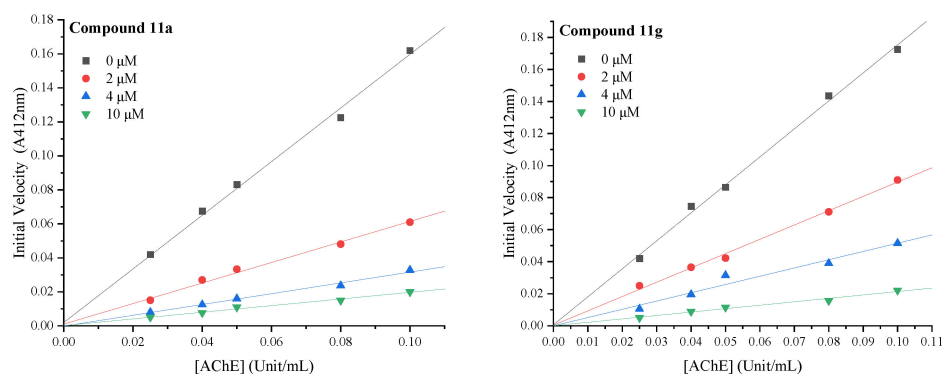 Compound 11a
0 μM
2 μM
4 μM
10 μM
Initial Velocity (A412nm)
0.18
0.16
0.14
0.12
0.10
0.08
0.06
0.04
0.02
0.00
0.00 0.02 0.04 0.06 0.08 0.10
[AChE] (Unit/mL)
Compound 11g
0 μM
2 μM
4 μM
10 μM
Initial Velocity (A412nm)
0.18
0.16
0.14
0.12
0.10
0.08
0.06
0.04
0.02
0.00
0.00 0.01 0.02 0.03 0.04 0.05 0.06 0.07 0.08 0.09 0.10 0.11
[AChE] (Unit/mL)